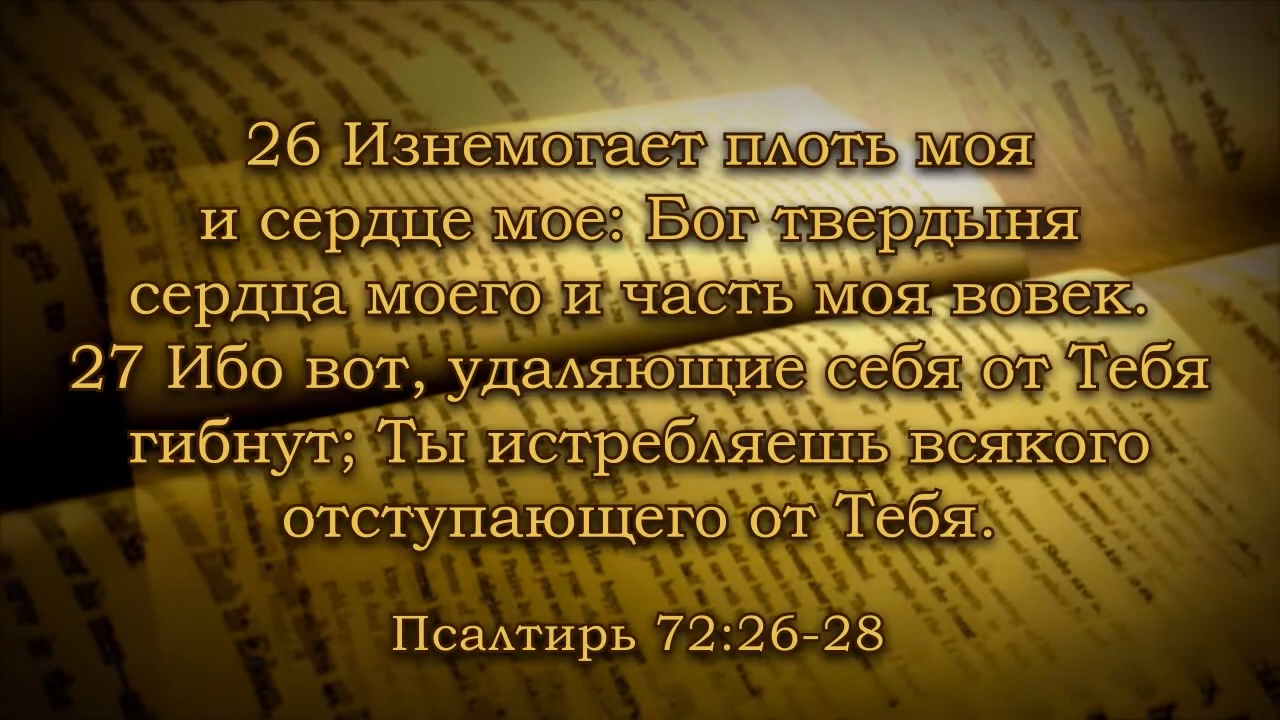 26 Изнемогает плоть моя
и сердце мое: Бог твердыня
сердца моего и часть моя вовек.
27 Ибо вот, удаляющие себя от Тебя
гибнут; Ты истребляешь всякого
отступающего от Тебя.
Псалтирь 72:26-28